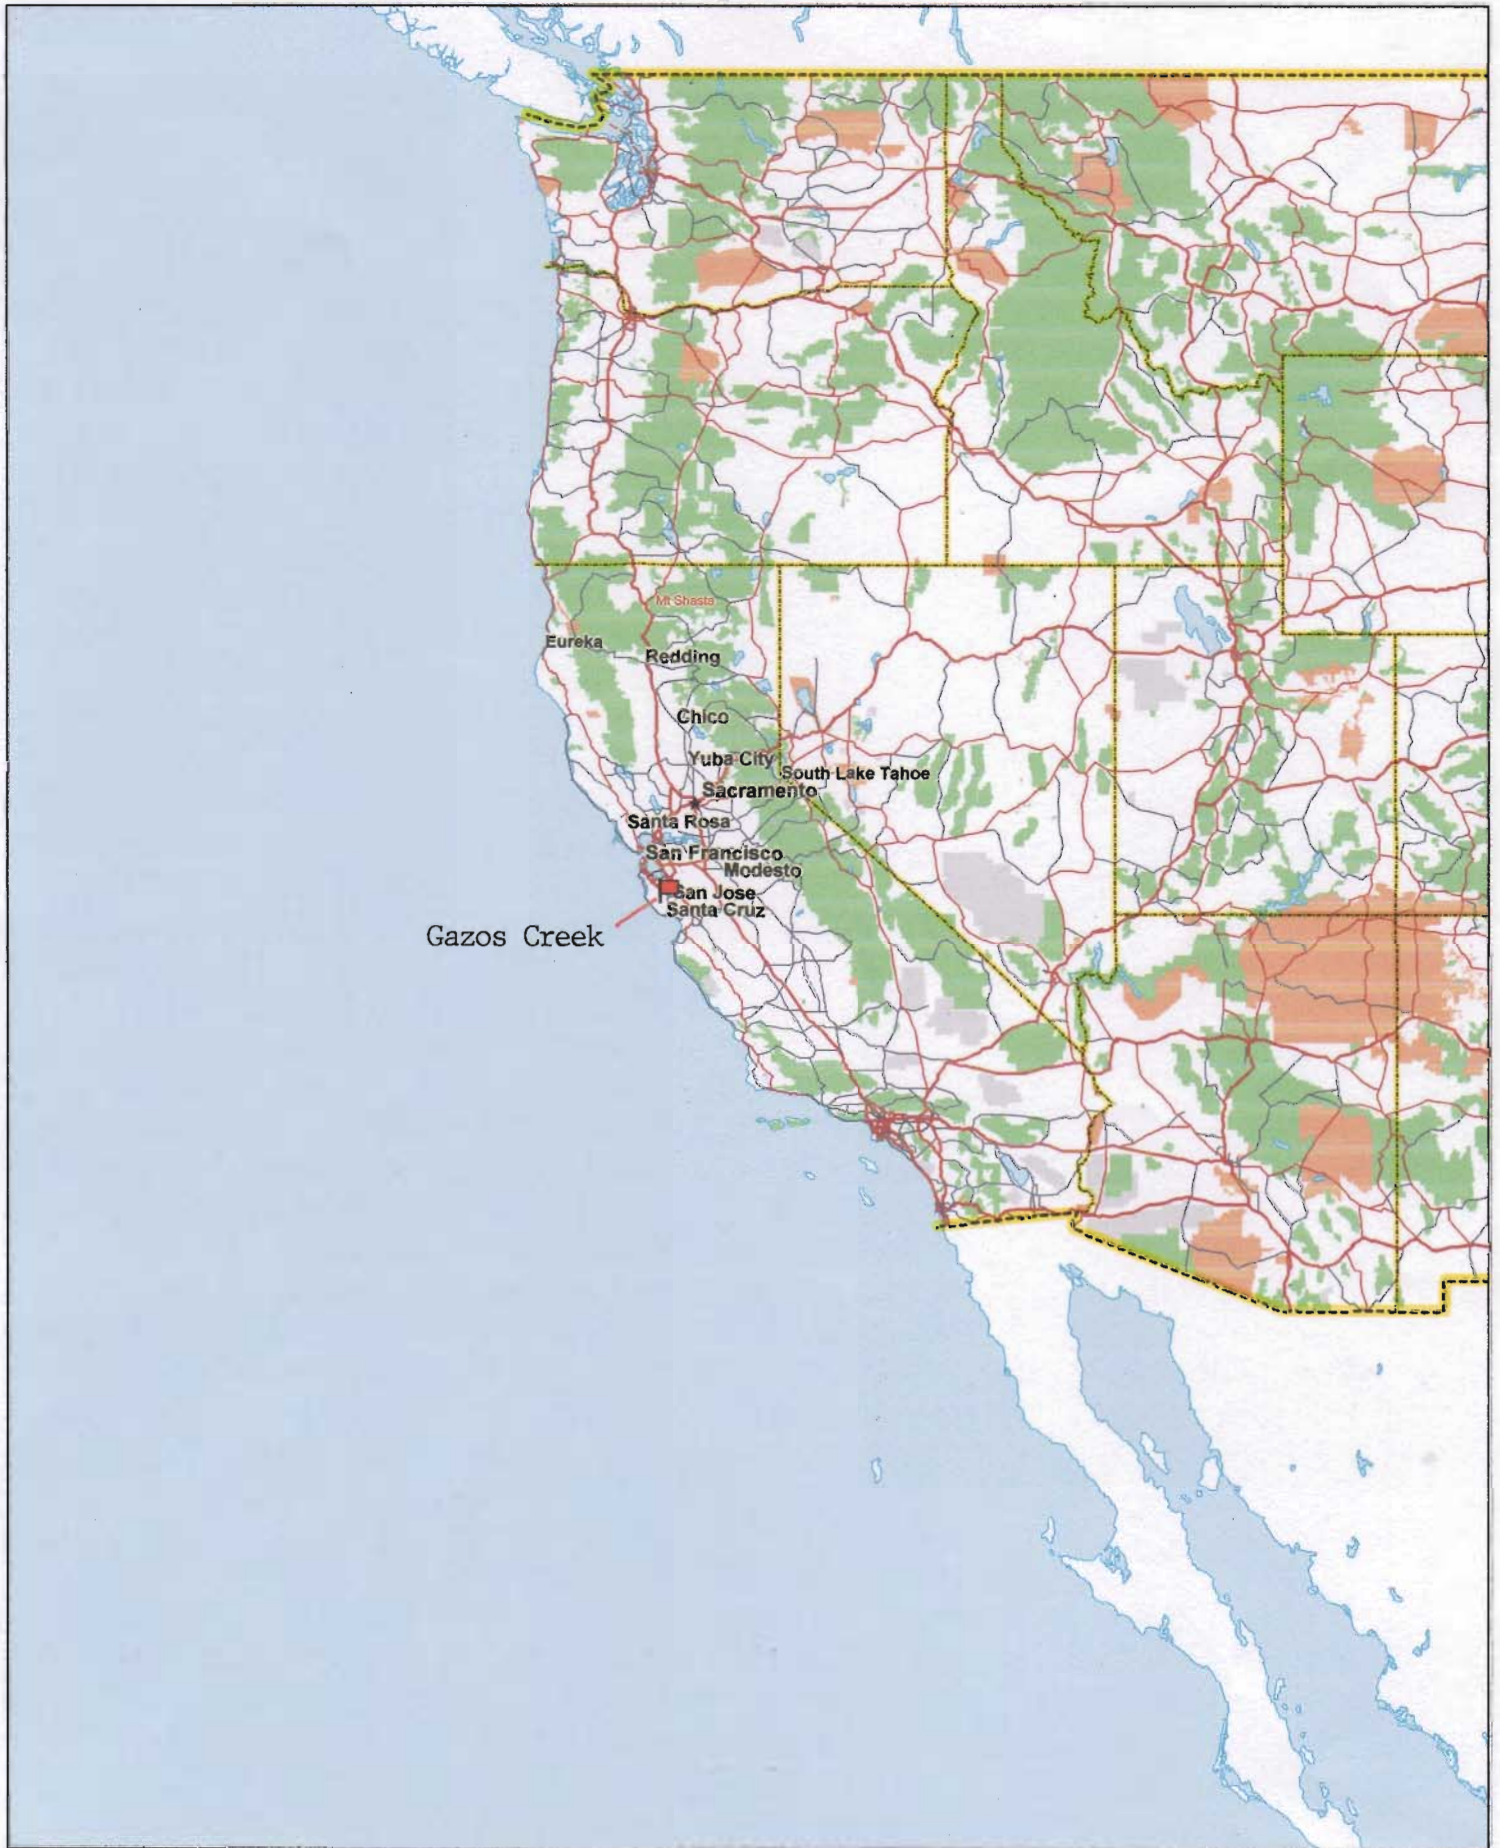 Mt Shasta
Eureka
Redding
Chico
Yuba City
South Lake Tahoe
Sacramento
Santa Rosa
San Francisco
Modesto
San Jose
Santa Cruz
Gazos Creek